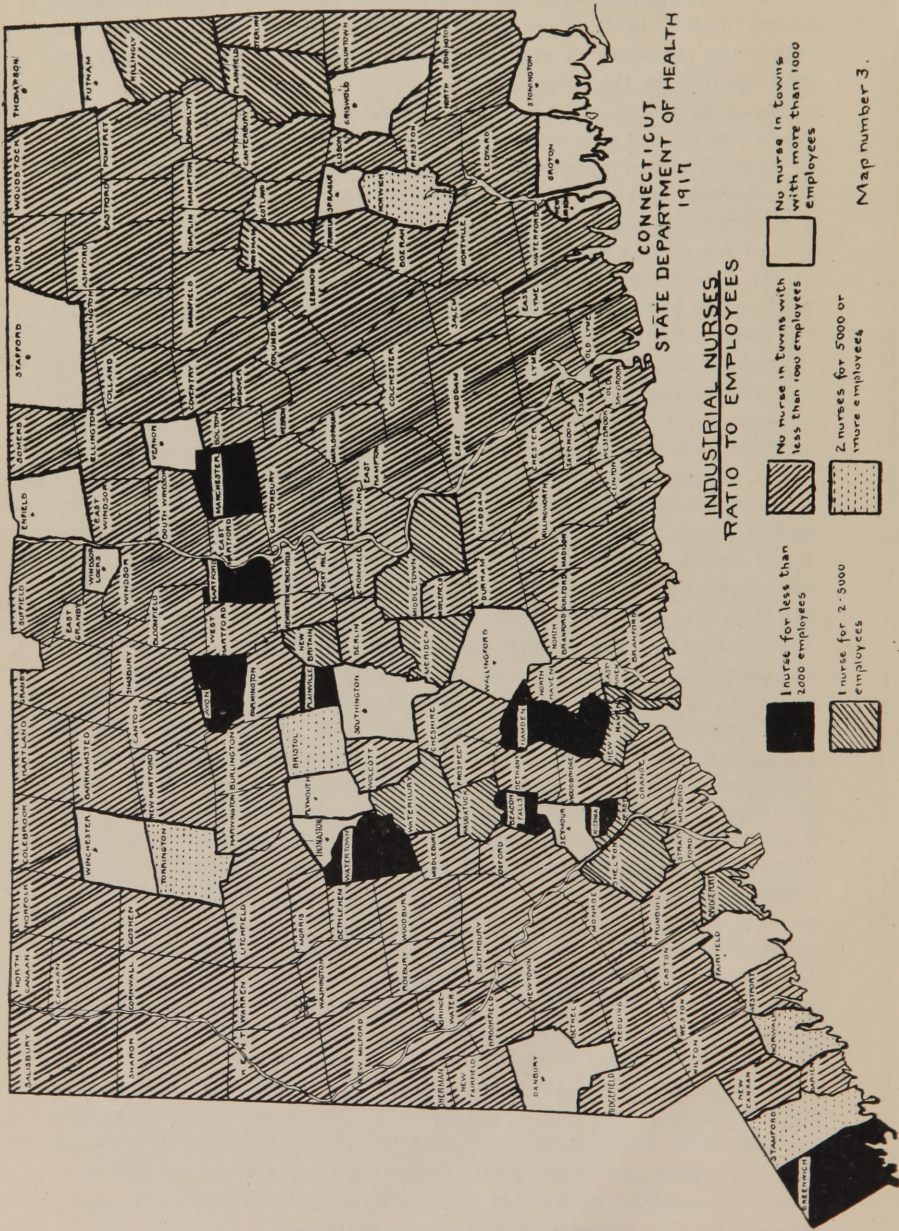 SALISBURY
NORTH CANAAN
CANAAN
NORFOLK
COLEBROOK
HARTLAND
GRANBY
SUFFIELD
ENFIELD
SOMERS
STAFFORD
UNION
WOODSTOCK
THOMPSON
WINCHESTER
BARKHAMSTED
EAST GRANBY
WINDSOR LOCKS
EAST WINDSOR
ELLINGTON
WILLINGTON
ASHFORD
EASTFORD
POMFRET
PUTNAM
KILLINGLY
SHARON
CORNWALL
GOSHEN
TORRINGTON
NEW HARTFORD
CANTON
SIMSBURY
BLOOMFIELD
WINDSOR
SOUTH WINDSOR
VERNON
TOLLAND
COVENTRY
MANSFIELD
CHAPLIN
HAMPTON
BROOKLYN
PLAINFIELD
KENT
WARREN
LITCHFIELD
HARWINTON
BURLINGTON
AVON
FARMINGTON
WEST HARTFORD
HARTFORD
EAST HARTFORD
MANCHESTER
BOLTON
COLUMBIA
SCOTLAND
CANTERBURY
NEW MILFORD
WASHINGTON
MORRIS
BETHLEHEM
WATERTOWN
THOMASTON
PLYMOUTH
BRISTOL
PLAINVILLE
NEW BRITAIN
ROCKY HILL
GLASTONBURY
HEBRON
MARLBOROUGH
LEBANON
SPRAGUE
LISBON
GRISWOLD
VOLUNTOWN
SHERMAN
NEW FAIRFIELD
BRIDGEWATER
ROXBURY
WOODBURY
MIDDLEBURY
WATERBURY
WOLCOTT
SOUTHINGTON
BERLIN
CROMWELL
PORTLAND
EAST HAMPTON
COLCHESTER
BOZRAH
NORWICH
PRESTON
NORTH STONINGTON
BROOKFIELD
SOUTHBURY
NAUGATUCK
PROSPECT
CHESHIRE
MERIDEN
MIDDLETOWN
MIDDLEFIELD
HADDAM
EAST HADDAM
SALEM
MONTVILLE
LEDYARD
DANBURY
BETHEL
NEWTOWN
OXFORD
BEACON FALLS
BETHANY
HAMDEN
WALLINGFORD
DURHAM
KILLINGWORTH
CHESTER
LYME
EAST LYME
WATERFORD
GROTON
STONINGTON
RIDGEFIELD
REDDING
MONROE
SEYMOUR
WOODBRIDGE
NORTH HAVEN
NORTH BRANFORD
GUILFORD
MADISON
CLINTON
WESTBROOK
OLD SAYBROOK
OLD LYME
WILTON
WESTON
EASTON
TRUMBULL
SHELTON
DERBY
ORANGE
NEW HAVEN
EAST HAVEN
BRANFORD
NEW CANAAN
WESTPORT
FAIRFIELD
BRIDGEPORT
STRATFORD
MILFORD
GREENWICH
STAMFORD
DARIEN
NORWALK
CONNECTICUT
STATE DEPARTMENT OF HEALTH
1917
INDUSTRIAL NURSES
RATIO TO EMPLOYEES
1 nurse for less than
2000 employees
No nurse in towns with
less than 1000 employees
No nurse in towns
with more than 1000
employees
1 nurse for 2-5000
employees
2 nurses for 5000 or
more employees
Map number 3.